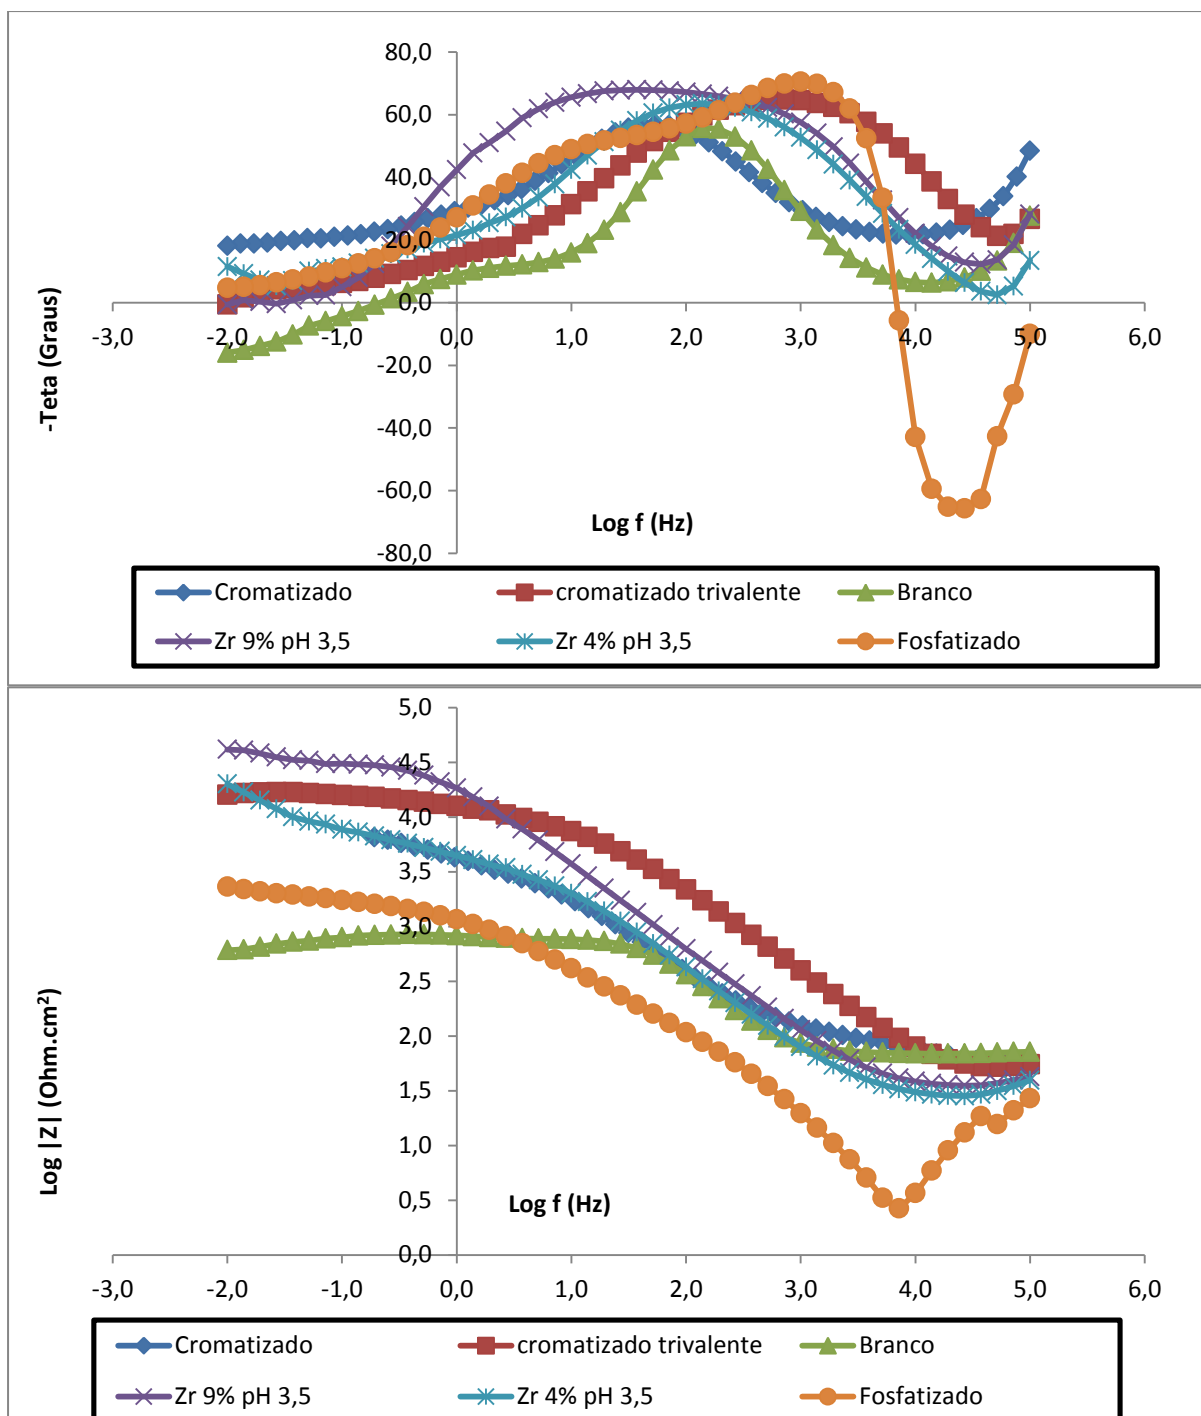 80,0
60,0
40,0
20,0
0,0
-3,0 -2,0 -1,0 0,0 1,0 2,0 3,0 4,0 5,0 6,0
-20,0
-40,0
-60,0
-80,0
-Teta (Graus)
Log f (Hz)
Cromatizado cromatizado trivalente Branco
Zr 9% pH 3,5 Zr 4% pH 3,5 Fosfatizado
5,0
4,5
4,0
3,5
3,0
2,5
2,0
1,5
1,0
0,5
0,0
Log |Z| (Ohm.cm²)
Log f (Hz)
-3,0 -2,0 -1,0 0,0 1,0 2,0 3,0 4,0 5,0 6,0
Cromatizado cromatizado trivalente Branco
Zr 9% pH 3,5 Zr 4% pH 3,5 Fosfatizado